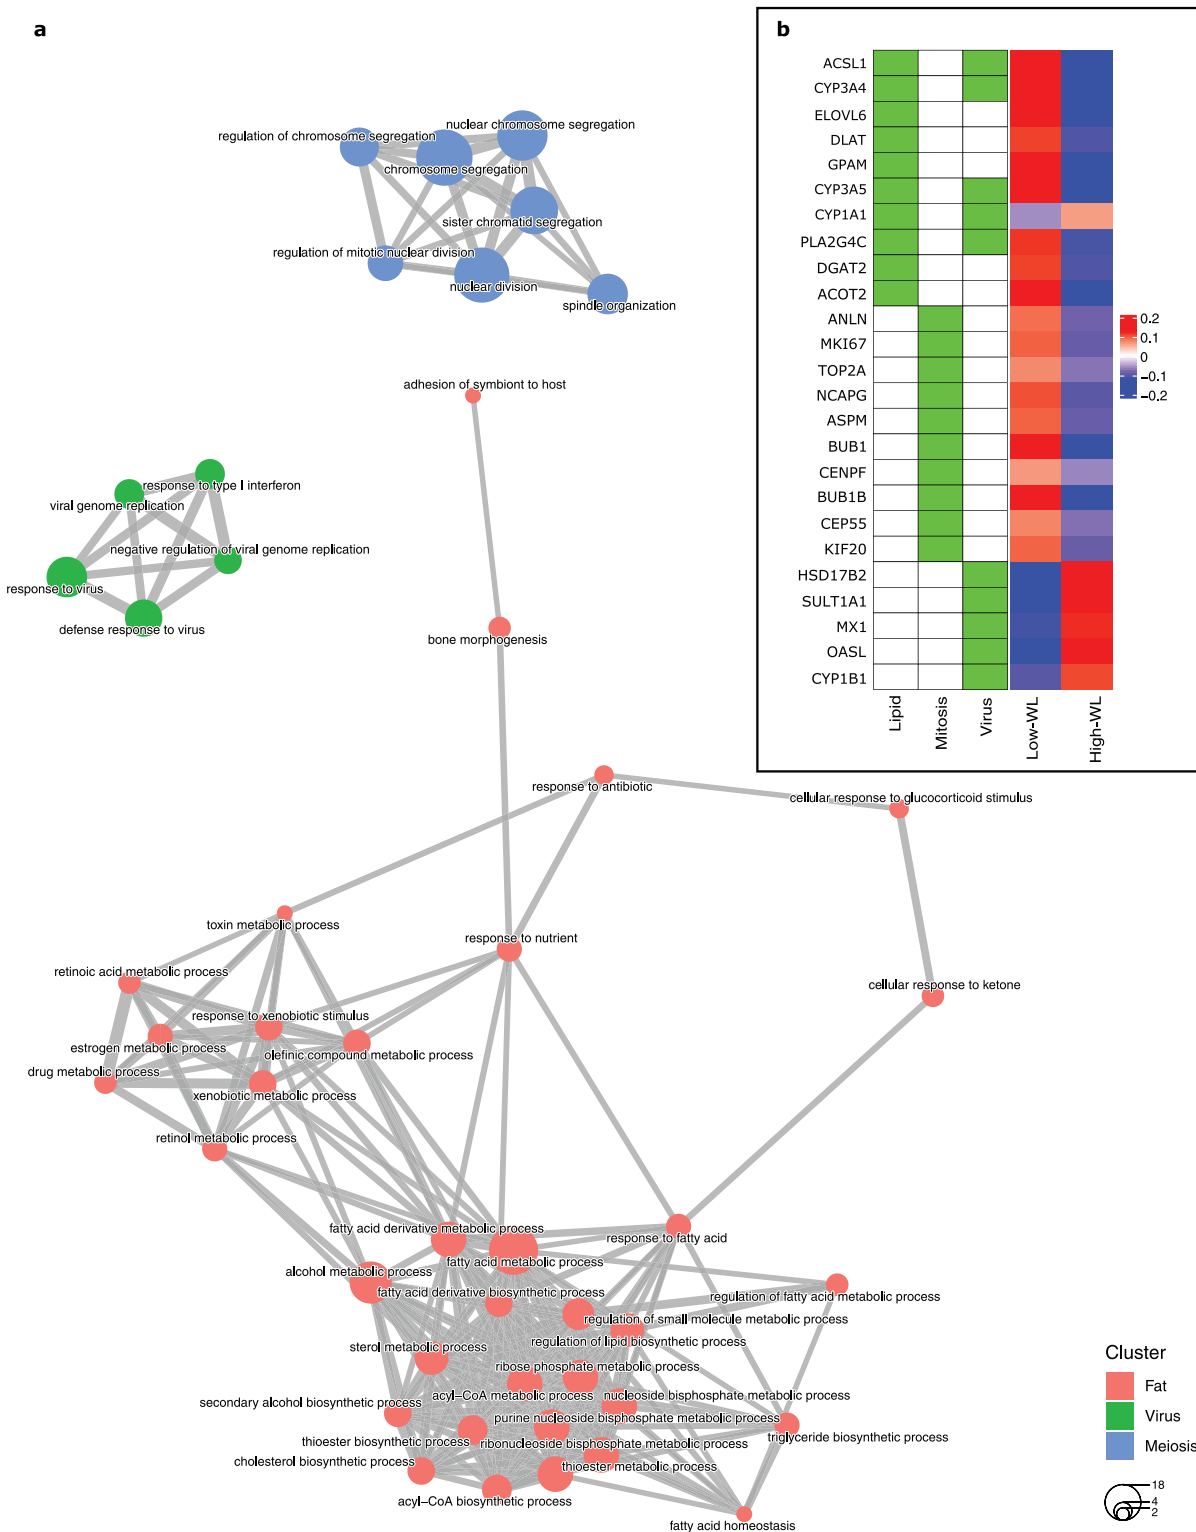 a
nuclear chromosome segregation
regulation of chromosome segregation
chromosome segregation
sister chromatid segregation
regulation of mitotic nuclear division
nuclear division
spindle organization
adhesion of symbiont to host
response to type I interferon
viral genome replication
negative regulation of viral genome replication
response to virus
defense response to virus
bone morphogenesis
response to antibiotic
cellular response to glucocorticoid stimulus
toxin metabolic process
response to nutrient
retinoic acid metabolic process
cellular response to ketone
response to xenobiotic stimulus
estrogen metabolic process
olefinic compound metabolic process
drug metabolic process
xenobiotic metabolic process
retinol metabolic process
fatty acid derivative metabolic process
response to fatty acid
fatty acid metabolic process
alcohol metabolic process
fatty acid derivative biosynthetic process
regulation of fatty acid metabolic process
regulation of small molecule metabolic process
regulation of lipid biosynthetic process
sterol metabolic process
ribose phosphate metabolic process
acyl−CoA metabolic process
nucleoside bisphosphate metabolic process
secondary alcohol biosynthetic process
purine nucleoside bisphosphate metabolic process
triglyceride biosynthetic process
thioester biosynthetic process
ribonucleoside bisphosphate metabolic process
cholesterol biosynthetic process
thioester metabolic process
acyl−CoA biosynthetic process
fatty acid homeostasis
b
ACSL1
CYP3A4
ELOVL6
DLAT
GPAM
CYP3A5
CYP1A1
PLA2G4C
DGAT2
ACOT2
ANLN
MKI67
TOP2A
NCAPG
ASPM
BUB1
CENPF
BUB1B
CEP55
KIF20
HSD17B2
SULT1A1
MX1
OASL
CYP1B1
Lipid
Mitosis
Virus
Low-WL
High-WL
0.2
0.1
0
−0.1
−0.2
Cluster
Fat
Virus
Meiosis
18
4
2